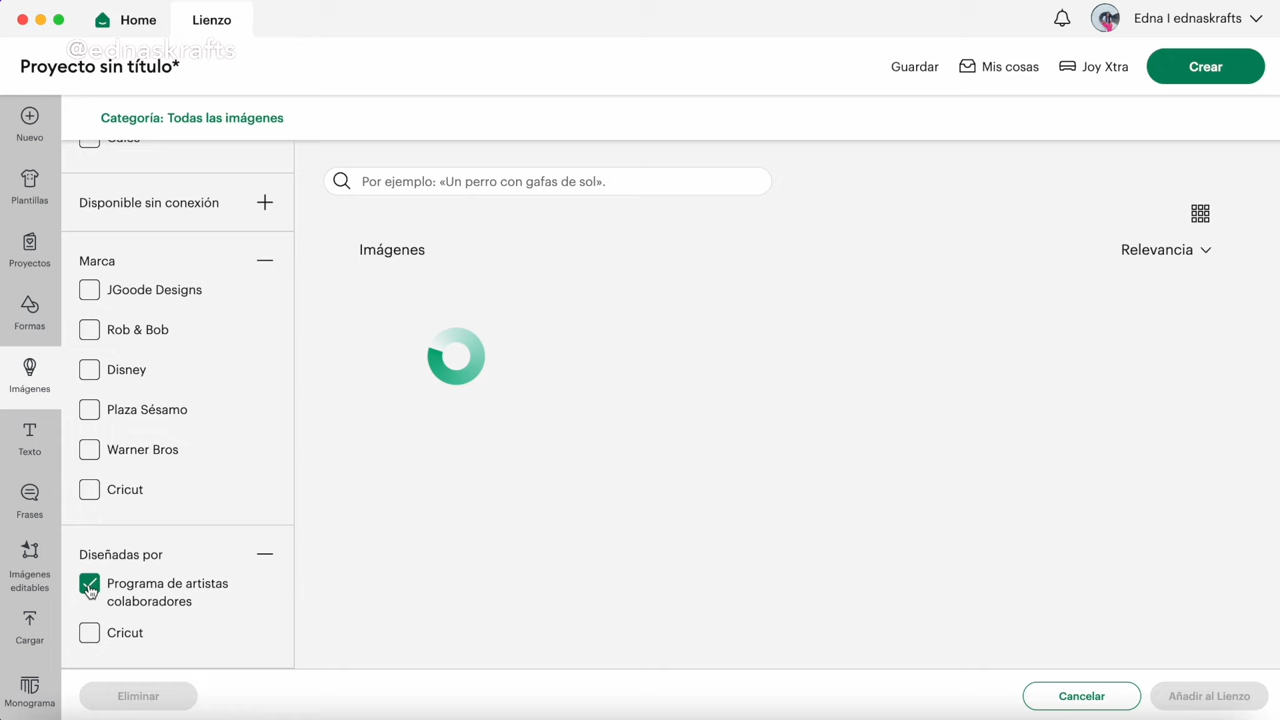 Home
Lienzo
Edna I ednaskrafts
@ednaskrafts
Proyecto sin título*
Guardar
Mis cosas
Joy Xtra
Crear
Nuevo
Plantillas
Proyectos
Formas
Imágenes
Texto
Frases
Imágenes
editables
Cargar
Monograma
Categoría: Todas las imágenes
Disponible sin conexión
Marca
JGoode Designs
Rob & Bob
Disney
Plaza Sésamo
Warner Bros
Cricut
Diseñadas por
Programa de artistas
colaboradores
Cricut
Por ejemplo: «Un perro con gafas de sol».
Imágenes
Relevancia
Eliminar
Cancelar
Añadir al Lienzo